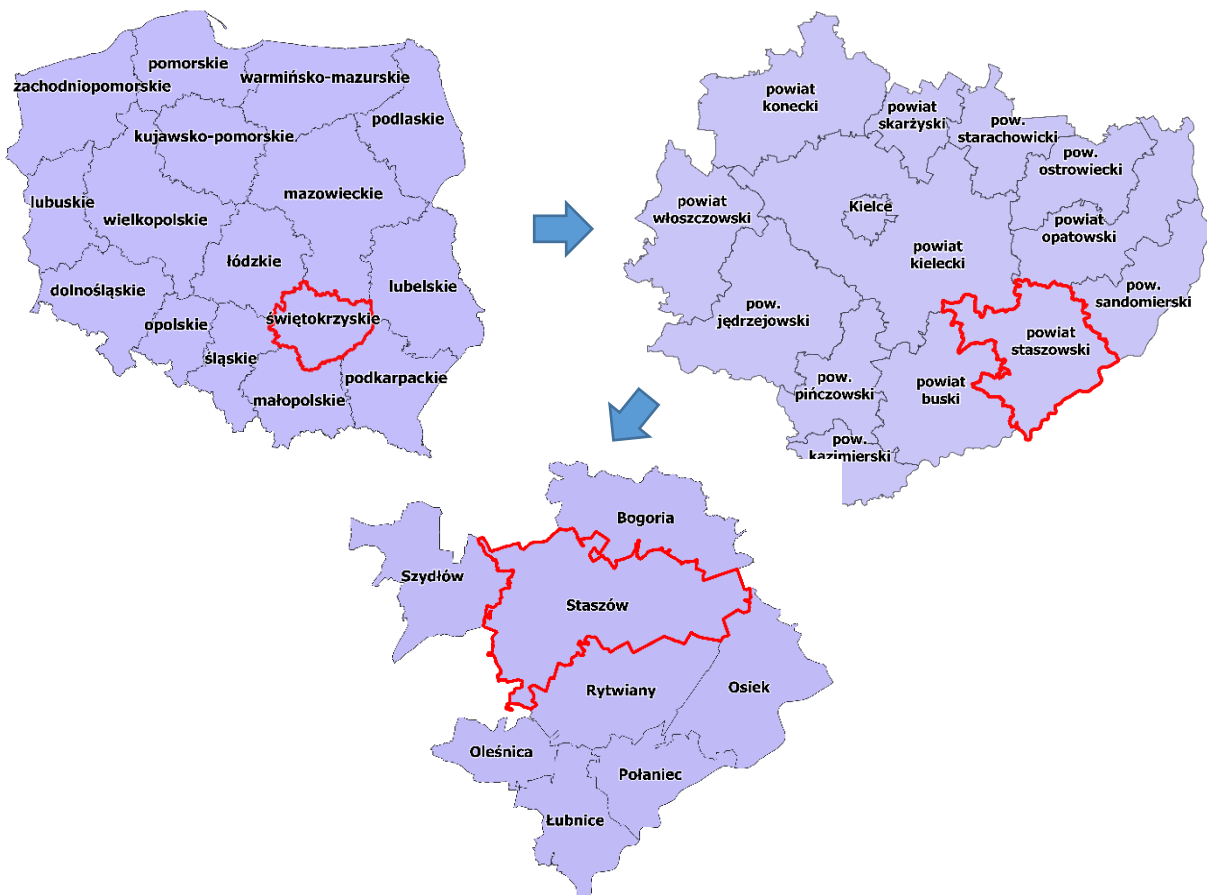 pomorskie
warmińsko-mazurskie
zachodniopomorskie
podlaskie
kujawsko-pomorskie
mazowieckie
lubuskie
wielkopolskie
łódzkie
lubelskie
dolnośląskie
świętokrzyskie
opolskie
śląskie
podkarpackie
małopolskie
powiat
konecki
powiat
skarżyski
pow.
starachowicki
pow.
ostrowiecki
powiat
włoszczowski
Kielce
powiat
opatowski
powiat
kielecki
pow.
sandomierski
pow.
jędrzejowski
powiat
staszowski
pow.
pińczowski
powiat
buski
pow.
kazimierski
Bogoria
Szydłów
Staszów
Rytwiany
Osiek
Oleśnica
Połaniec
Łubnice